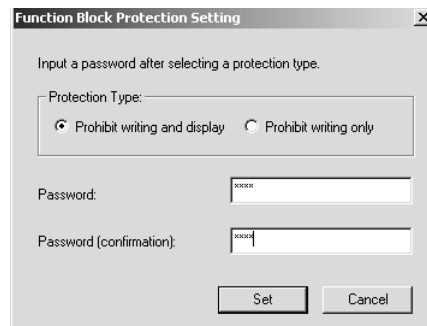 Function Block Protection Setting
Input a password after selecting a protection type.
Protection Type:
Prohibit writing and display Prohibit writing only
Password: ****
Password (confirmation): ****
Set Cancel